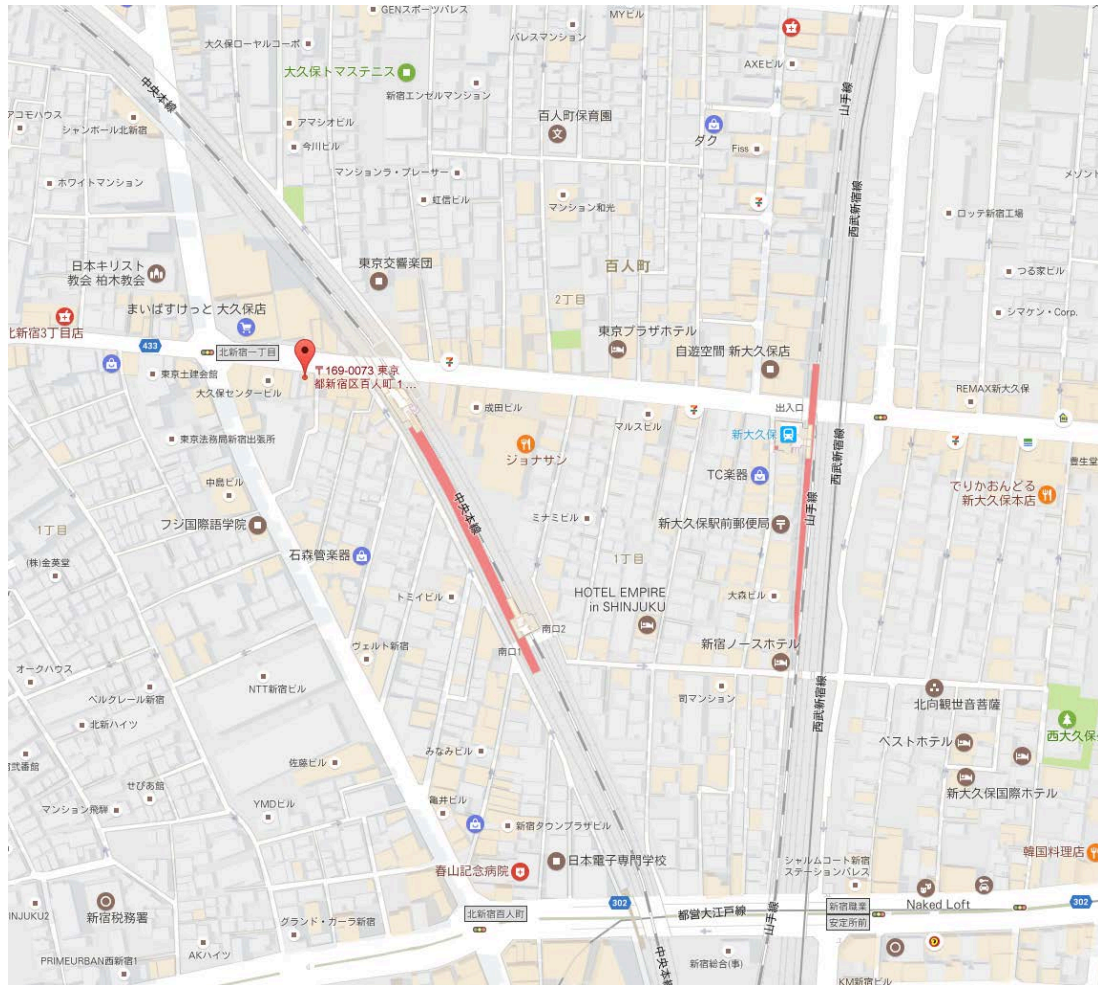 GENスポーツパレス
MYビル
大久保ローヤルコーポ
パレスマンション
AXEビル
大久保トマステニス
新宿エンゼルマンション
中央本線
山手線
アコモハウス
シャンボール北新宿
アマシオビル
百人町保育園
ダク
今川ビル
Fiss
マンションラ・プレーサー
ホワイトマンション
虹信ビル
マンション和光
西武新宿線
ロッテ新宿工場
日本キリスト
教会 柏木教会
東京交響楽団
百人町
つる家ビル
まいばすけっと 大久保店
2丁目
シマケン・Corp.
北新宿3丁目店
433
北新宿一丁目
東京プラザホテル
自遊空間 新大久保店
〒169-0073 東京
都新宿区百人町 1 ...
東京土建会館
大久保センタービル
REMAX新大久保
成田ビル
マルスビル
出入口
東京法務局新宿出張所
ジョナサン
新大久保
西武新宿線
豊生堂
中島ビル
TC楽器
でりかおんどる
新大久保本店
中央本線
山手線
1丁目
フジ国際語学院
ミナミビル
新大久保駅前郵便局
石森管楽器
1丁目
(株)金英堂
HOTEL EMPIRE
in SHINJUKU
トミイビル
大森ビル
南口2
ヴェルト新宿
南口1
新宿ノースホテル
オークハウス
NTT新宿ビル
ベルクレール新宿
司マンション
西武新宿線
北向観世音菩薩
北新ハイツ
西大久保
みなみビル
ベストホテル
佐藤ビル
せびあ館
新大久保国際ホテル
マンション飛騨
YMDビル
亀井ビル
新宿タウンプラザビル
春山記念病院
日本電子専門学校
シャルムコート新宿
ステーションパレス
韓国料理店
新宿税務署
グランド・カーラ新宿
北新宿百人町
302
都営大江戸線
新宿職業
安定所前
Naked Loft
302
INJUKU2
AKハイツ
山手線
PRIMEURBAN西新宿1
中央本線
新宿総合(事)
KM新宿ビル